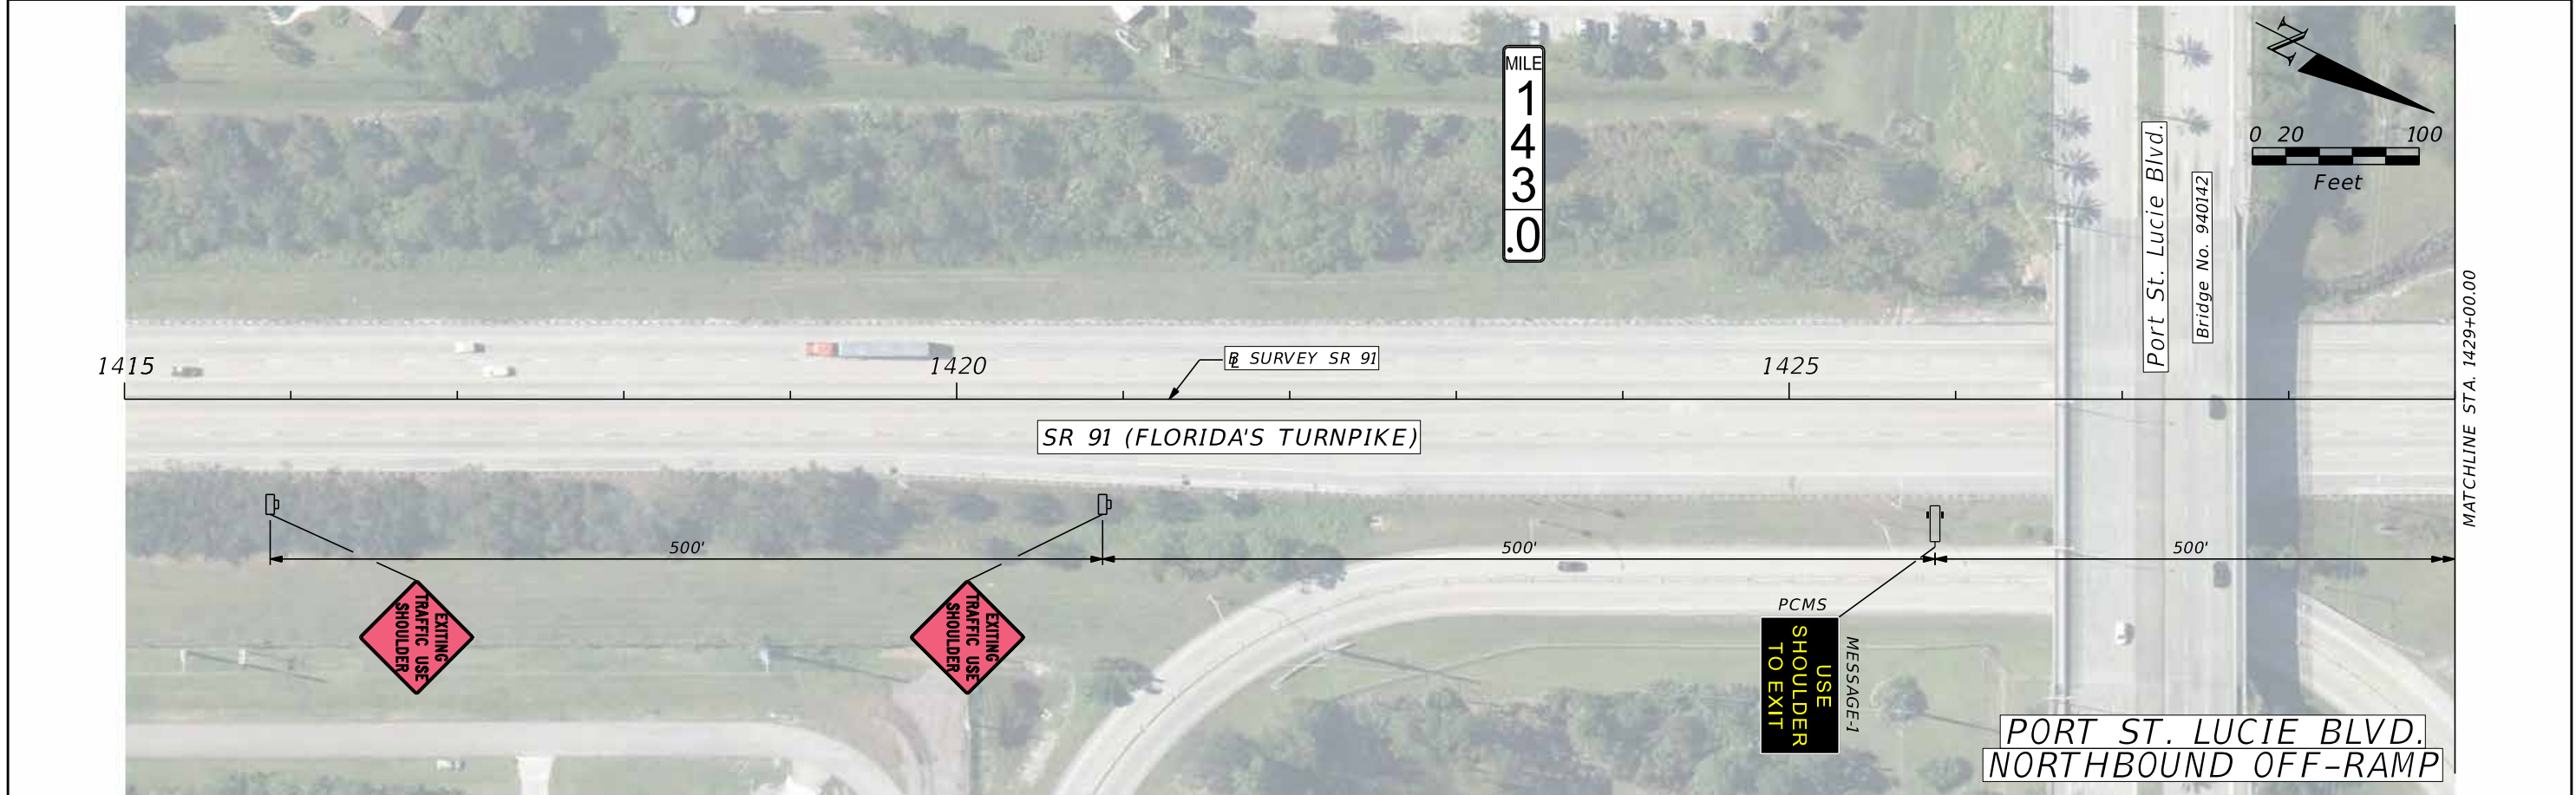 MILE
1
4
3
.0
N
0 20 100
Feet
Port St. Lucie Blvd.
Bridge No. 940142
MATCHLINE STA. 1429+00.00
1415
1420
1425
BL SURVEY SR 91
SR 91 (FLORIDA'S TURNPIKE)
500'
500'
500'
EXITING
TRAFFIC USE
SHOULDER
EXITING
TRAFFIC USE
SHOULDER
PCMS
USE
SHOULDER
TO EXIT
MESSAGE-1
PORT ST. LUCIE BLVD.
NORTHBOUND OFF-RAMP